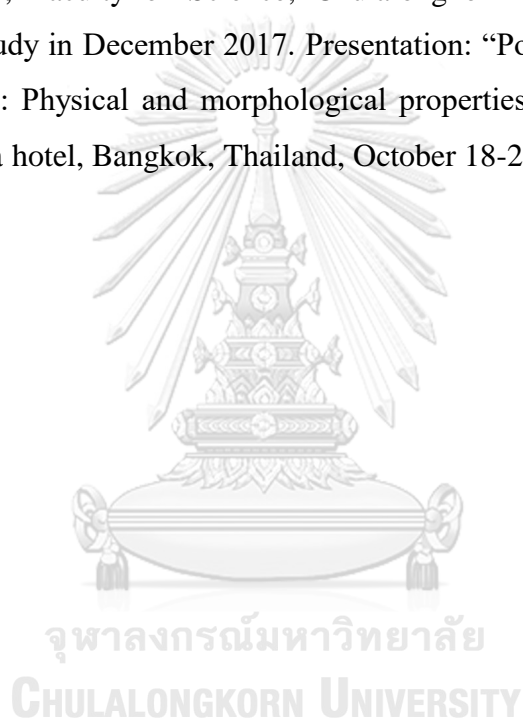 Faculty of Science, Chulalongkorn
udy in December 2017. Presentation: “Po
: Physical and morphological properties
hotel, Bangkok, Thailand, October 18-2
จุฬาลงกรณ์มหาวิทยาลัย
CHULALONGKORN UNIVERSITY